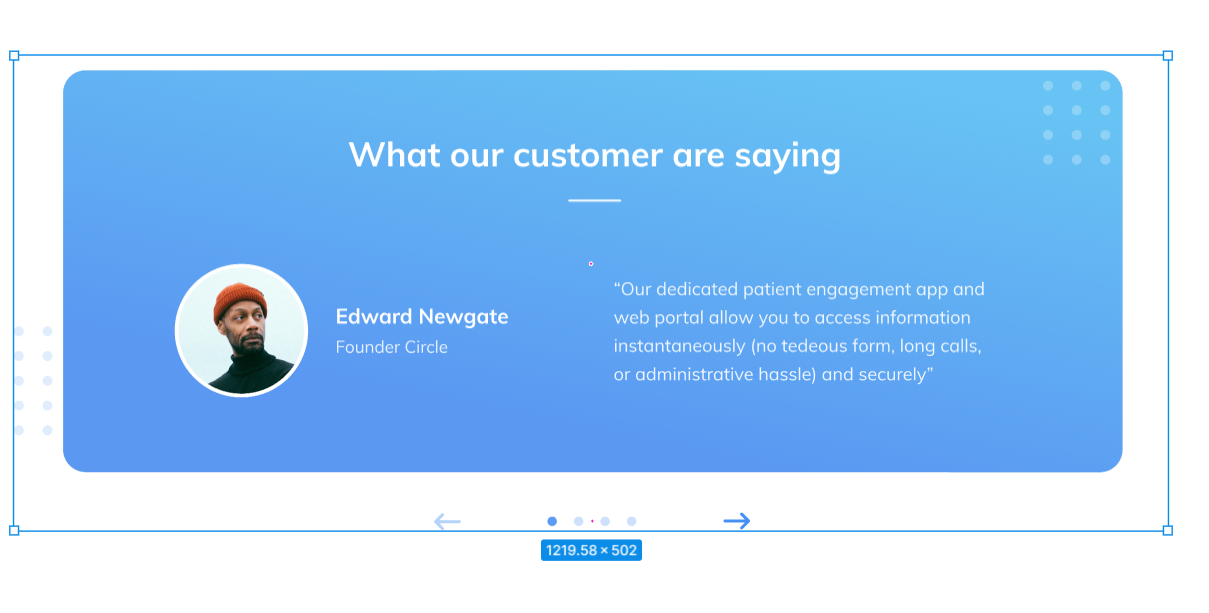 What our customer are saying
Edward Newgate
Founder Circle
“Our dedicated patient engagement app and
web portal allow you to access information
instantaneously (no tedeous form, long calls,
or administrative hassle) and securely”
1219.58 × 502